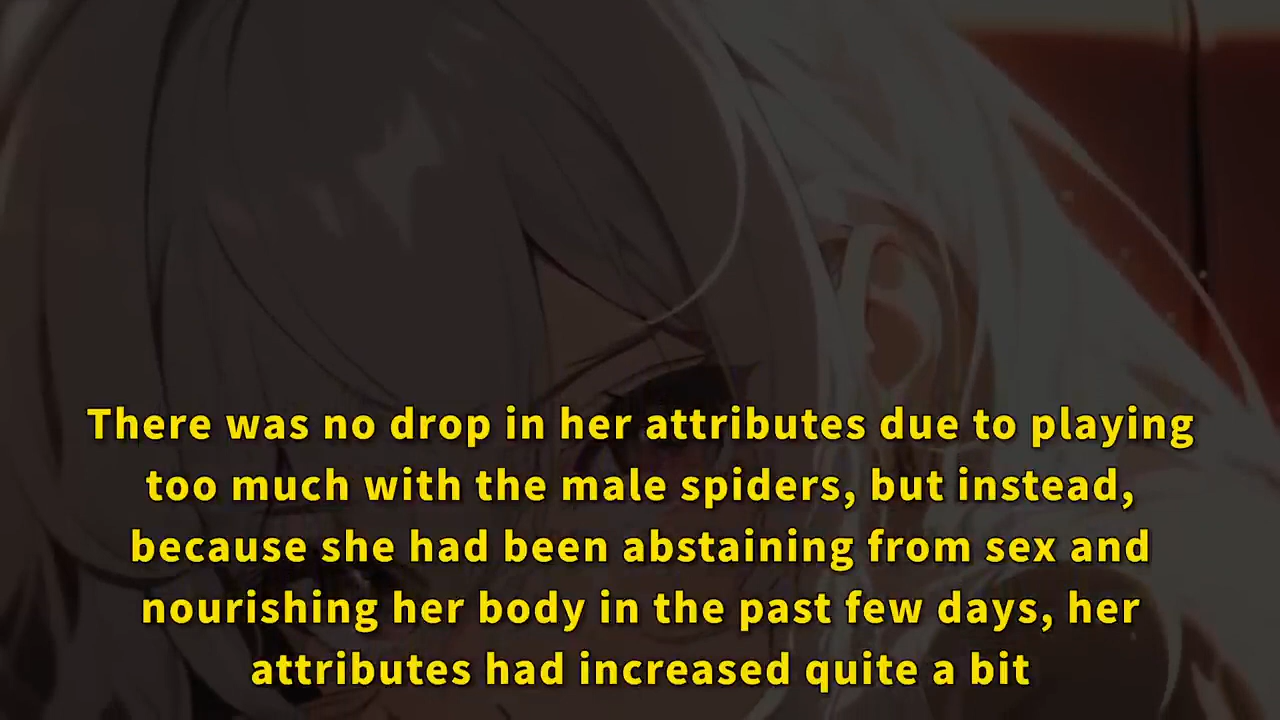 There was no drop in her attributes due to playing
too much with the male spiders, but instead,
because she had been abstaining from sex and
nourishing her body in the past few days, her
attributes had increased quite a bit